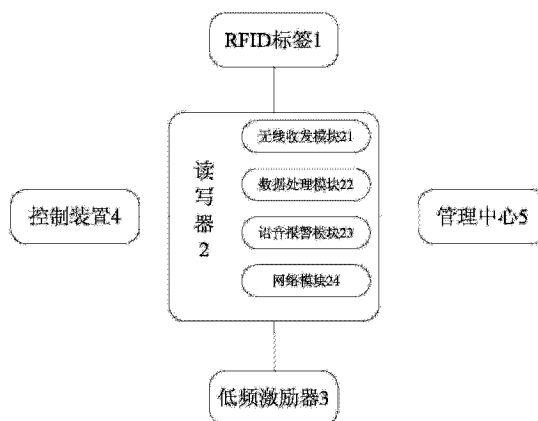 RFID标签1
无线收发模块21
读写器2
数据处理模块22
控制装置4
管理中心5
语音报警模块23
网络模块24
低频激励器3